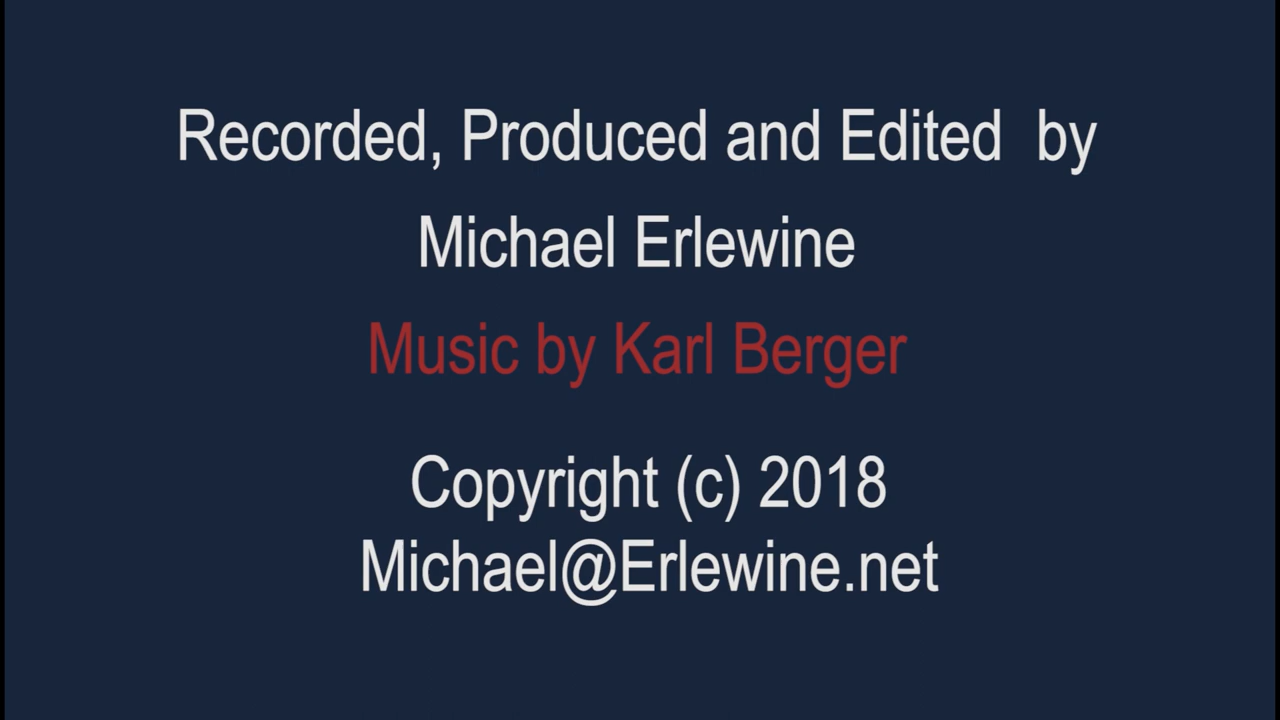 Recorded, Produced and Edited  by
Michael Erlewine
Music by Karl Berger
Copyright (c) 2018
Michael@Erlewine.net